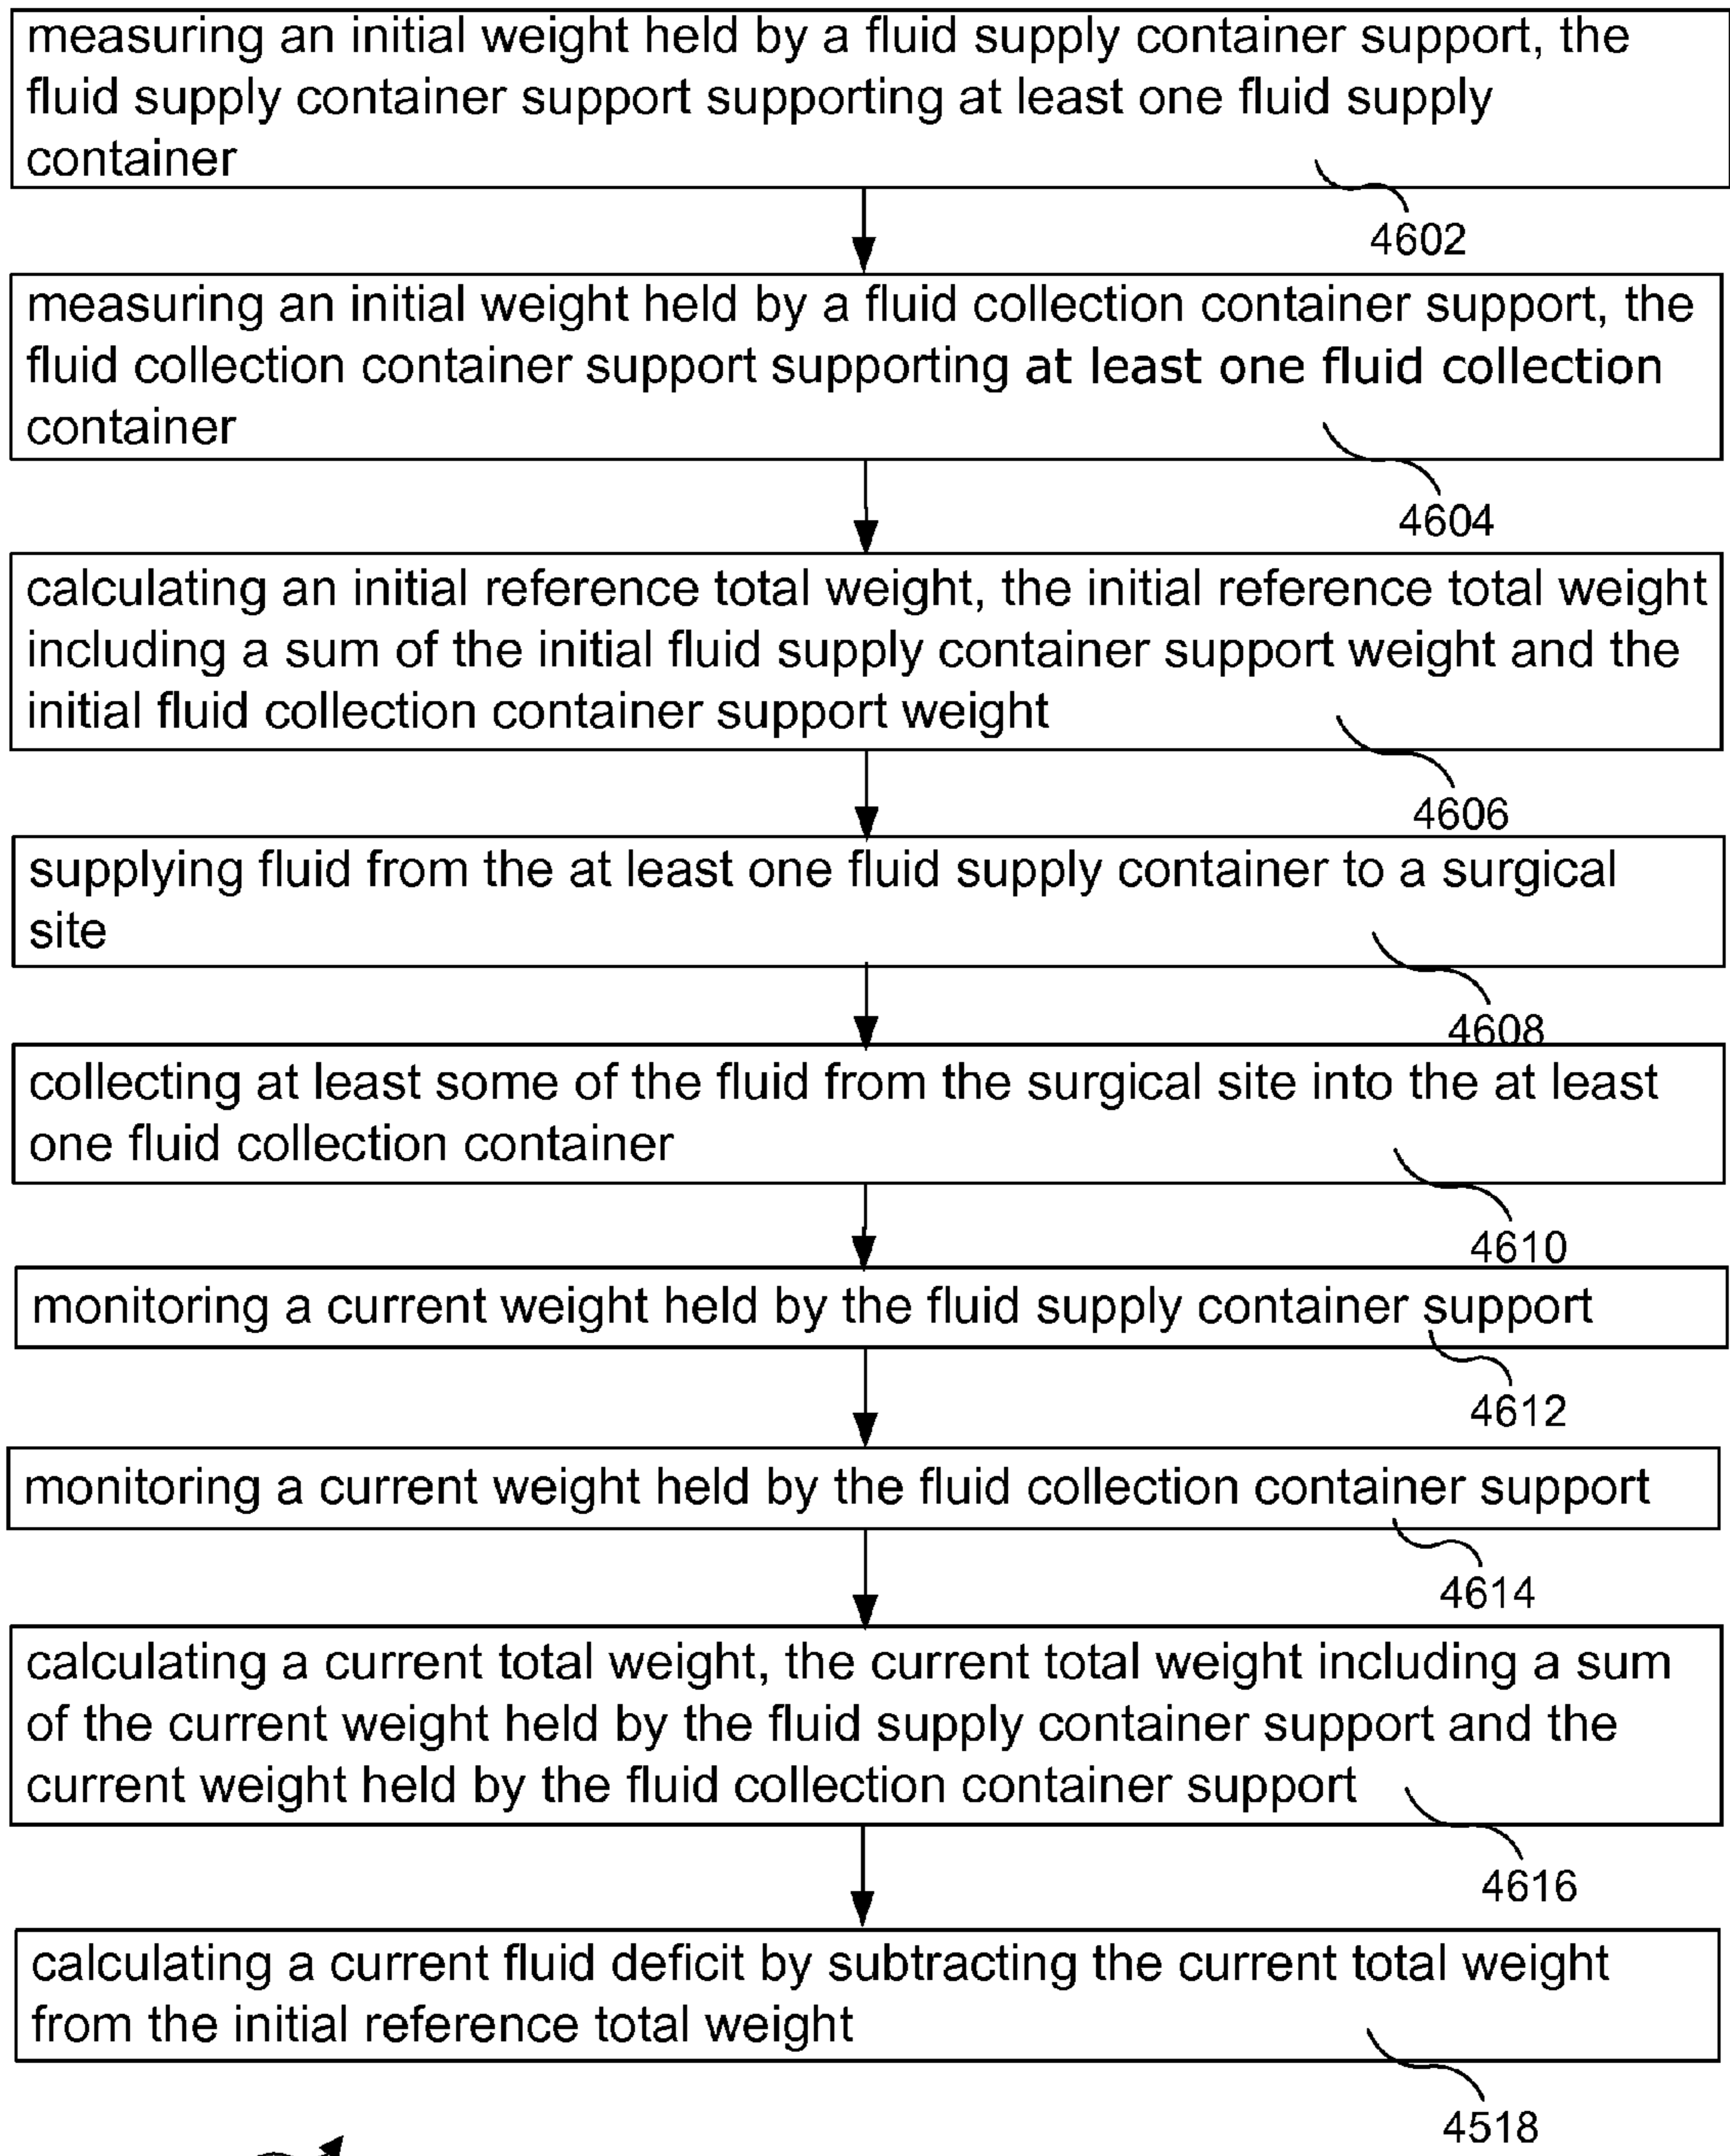 measuring an initial weight held by a fluid supply container support, the
fluid supply container support supporting at least one fluid supply
container
4602
measuring an initial weight held by a fluid collection container support, the
fluid collection container support supporting at least one fluid collection
container
4604
calculating an initial reference total weight, the initial reference total weight
including a sum of the initial fluid supply container support weight and the
initial fluid collection container support weight
4606
supplying fluid from the at least one fluid supply container to a surgical
site
4608
collecting at least some of the fluid from the surgical site into the at least
one fluid collection container
4610
monitoring a current weight held by the fluid supply container support
4612
monitoring a current weight held by the fluid collection container support
4614
calculating a current total weight, the current total weight including a sum
of the current weight held by the fluid supply container support and the
current weight held by the fluid collection container support
4616
calculating a current fluid deficit by subtracting the current total weight
from the initial reference total weight
4518